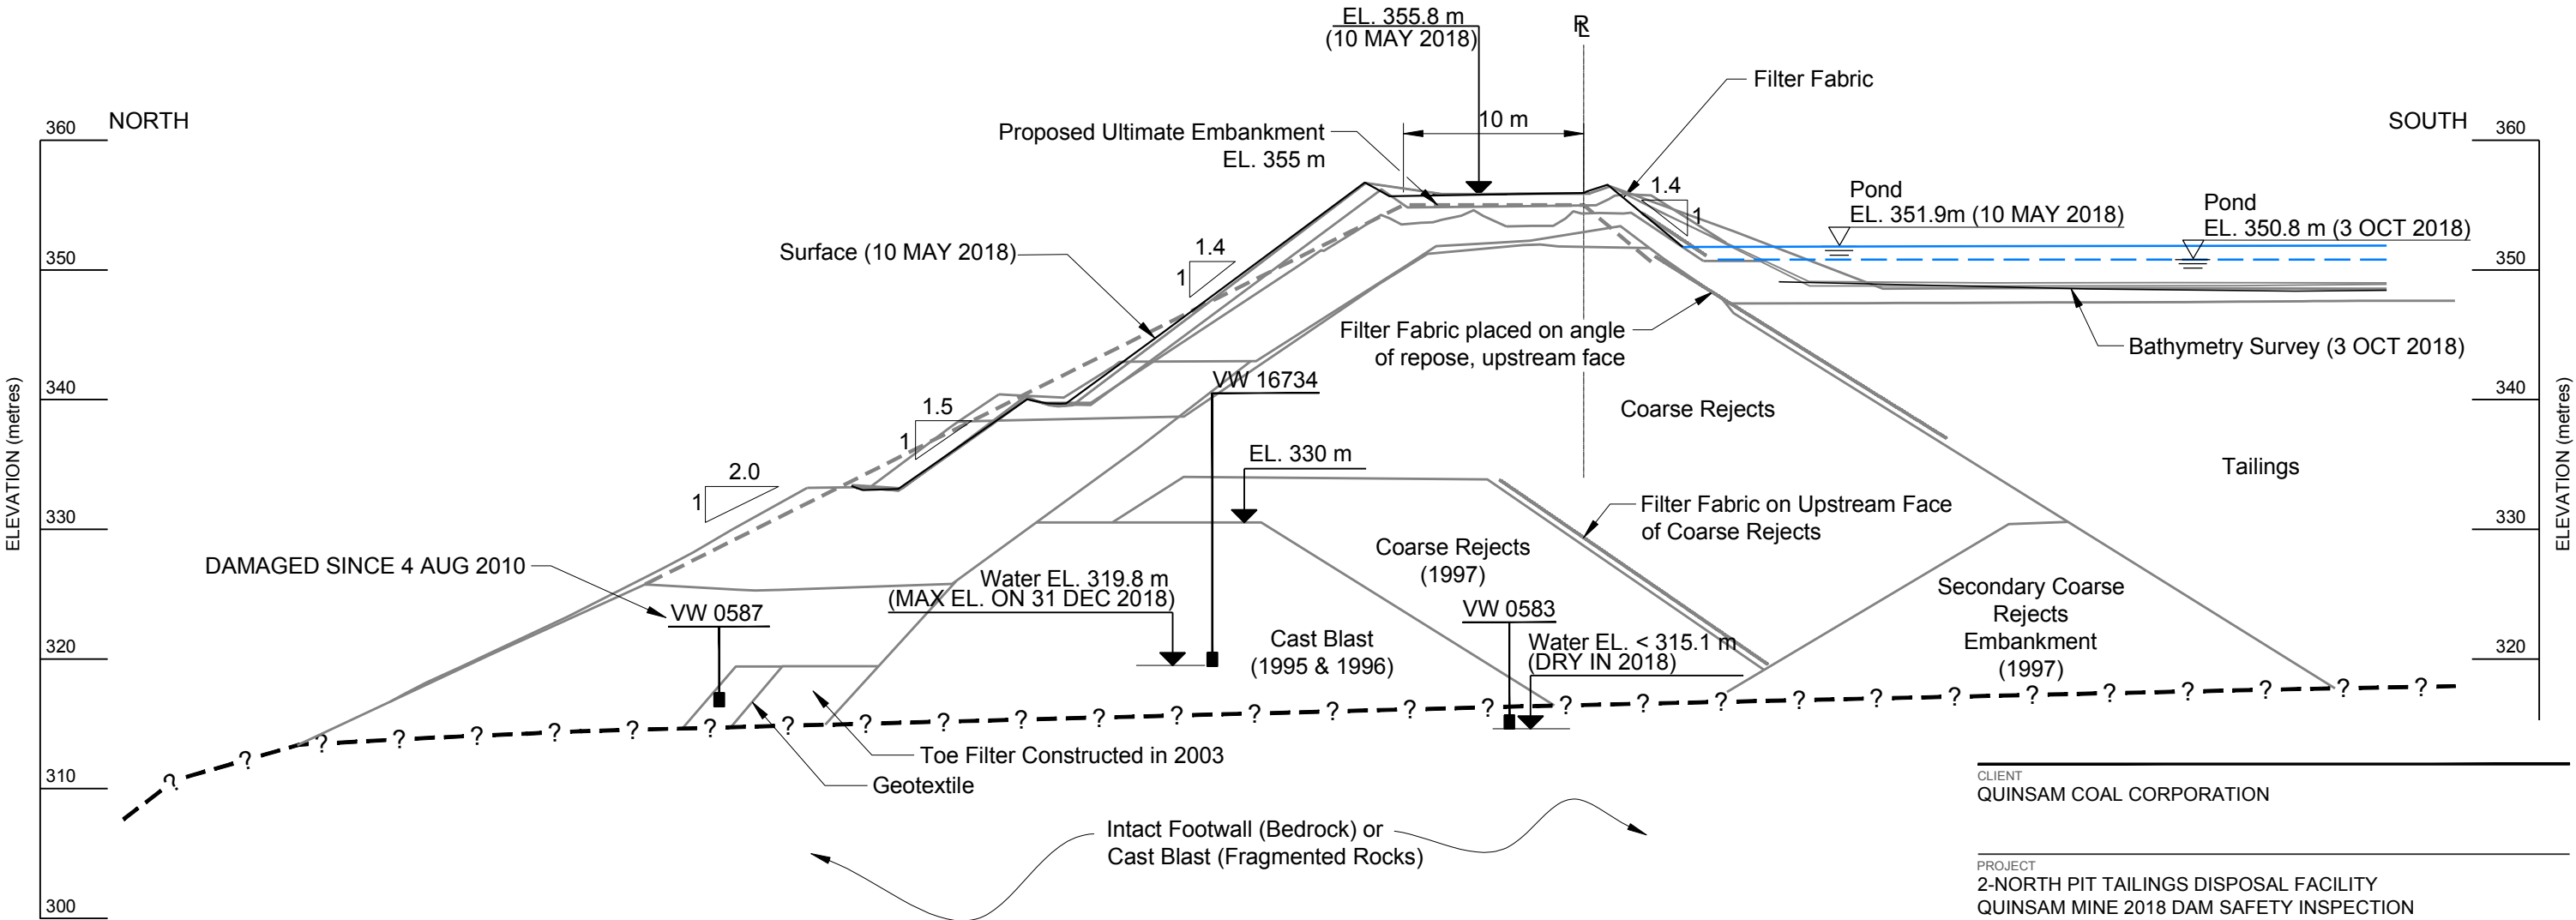 EL. 355.8 m
(10 MAY 2018)
Filter Fabric
NORTH
SOUTH
360
360
10 m
Proposed Ultimate Embankment
EL. 355 m
1.4
1
Pond
EL. 351.9m (10 MAY 2018)
Pond
EL. 350.8 m (3 OCT 2018)
Surface (10 MAY 2018)
1.4
1
350
350
Filter Fabric placed on angle
of repose, upstream face
Bathymetry Survey (3 OCT 2018)
VW 16734
340
340
ELEVATION (metres)
ELEVATION (metres)
1.5
1
Coarse Rejects
EL. 330 m
Tailings
2.0
1
Filter Fabric on Upstream Face
of Coarse Rejects
330
330
Coarse Rejects
(1997)
DAMAGED SINCE 4 AUG 2010
Water EL. 319.8 m
(MAX EL. ON 31 DEC 2018)
VW 0587
VW 0583
Secondary Coarse
Rejects
Embankment
(1997)
Cast Blast
(1995 & 1996)
Water EL. < 315.1 m
(DRY IN 2018)
320
320
? ? ? ? ? ? ? ? ? ? ? ? ? ? ? ? ? ? ? ? ? ? ? ? ? ? ? ? ? ?
Toe Filter Constructed in 2003
Geotextile
310
Intact Footwall (Bedrock) or
Cast Blast (Fragmented Rocks)
300
CLIENT
QUINSAM COAL CORPORATION
PROJECT
2-NORTH PIT TAILINGS DISPOSAL FACILITY
QUINSAM MINE 2018 DAM SAFETY INSPECTION